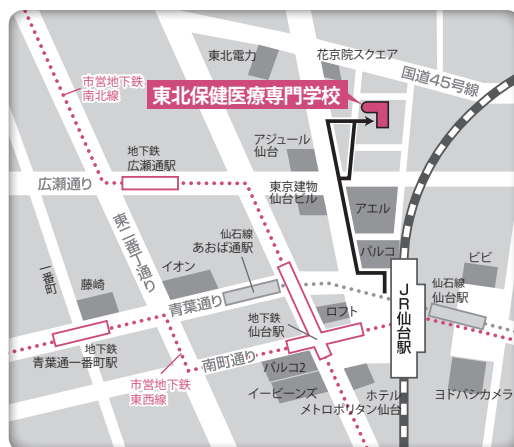 東北電力
花京院スクエア
国道45号線
市営地下鉄
南北線
東北保健医療専門学校
アジュール
仙台
地下鉄
広瀬通駅
広瀬通り
東京建物
仙台ビル
アエル
東二番丁通り
仙石線
あおば通駅
パルコ
一番町
藤崎
イオン
青葉通り
JR仙台駅
ビビ
仙石線
仙台駅
ロフト
地下鉄
仙台駅
地下鉄
青葉通一番町駅
南町通り
市営地下鉄
東西線
パルコ2
イービーンズ
ホテル
メトロポリタン仙台
ヨドバシカメラ